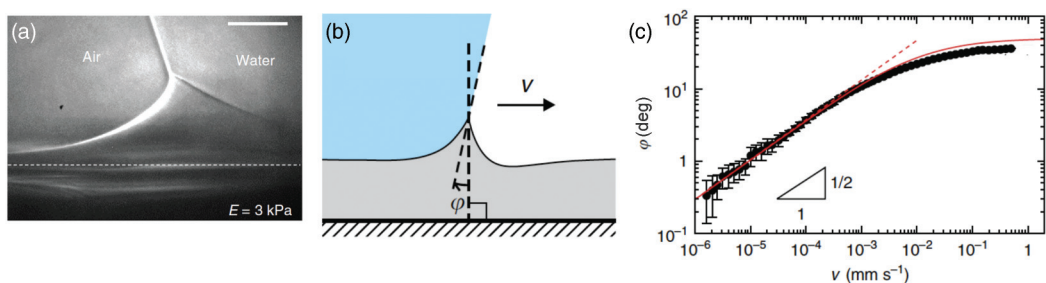 (a)
Air
Water
E = 3 kPa
(b)
v
φ
(c)
φ (deg)
10²
10¹
1
10⁻¹
1/2
1
10⁻⁶
10⁻⁵
10⁻⁴
10⁻³
10⁻²
10⁻¹
1
v (mm s⁻¹)